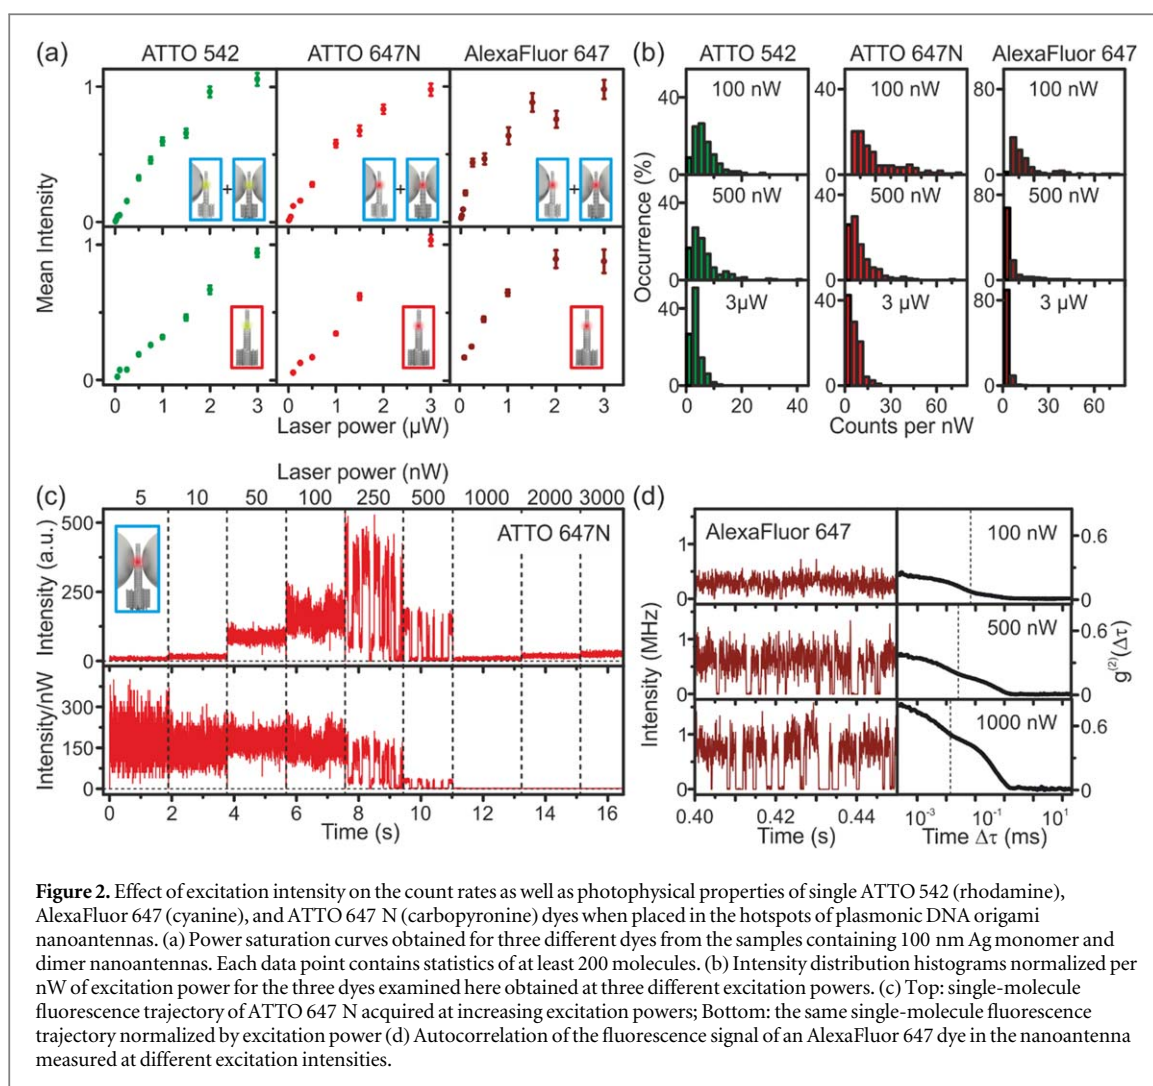 (a)
ATTO 542
ATTO 647N
AlexaFluor 647
1
0
1
0
Mean Intensity
+
+
+
0 1 2 3
0 1 2 3
0 1 2 3
Laser power (µW)
(b)
ATTO 542
ATTO 647N
AlexaFluor 647
100 nW
100 nW
100 nW
500 nW
500 nW
500 nW
3µW
3 µW
3 µW
40
0
40
0
40
0
40
0
40
0
40
0
80
0
80
0
80
0
Occurrence (%)
0 20 40
0 30 60
0 30 60
Counts per nW
(c)
Laser power (nW)
5 10 50 100 250 500 1000 2000 3000
ATTO 647N
500
250
0
Intensity (a.u.)
300
150
0
Intensity/nW
0 2 4 6 8 10 12 14 16
Time (s)
(d)
AlexaFluor 647
100 nW
500 nW
1000 nW
1
0
1
0
1
0
Intensity (MHz)
0.6
0
0.6
0
0.6
0
g(2)(Δτ)
0.40 0.42 0.44
Time (s)
10-3 10-1 101
Time Δτ (ms)
Figure 2. Effect of excitation intensity on the count rates as well as photophysical properties of single ATTO 542 (rhodamine),
AlexaFluor 647 (cyanine), and ATTO 647 N (carbopyronine) dyes when placed in the hotspots of plasmonic DNA origami
nanoantennas. (a) Power saturation curves obtained for three different dyes from the samples containing 100 nm Ag monomer and
dimer nanoantennas. Each data point contains statistics of at least 200 molecules. (b) Intensity distribution histograms normalized per
nW of excitation power for the three dyes examined here obtained at three different excitation powers. (c) Top: single-molecule
fluorescence trajectory of ATTO 647 N acquired at increasing excitation powers; Bottom: the same single-molecule fluorescence
trajectory normalized by excitation power (d) Autocorrelation of the fluorescence signal of an AlexaFluor 647 dye in the nanoantenna
measured at different excitation intensities.